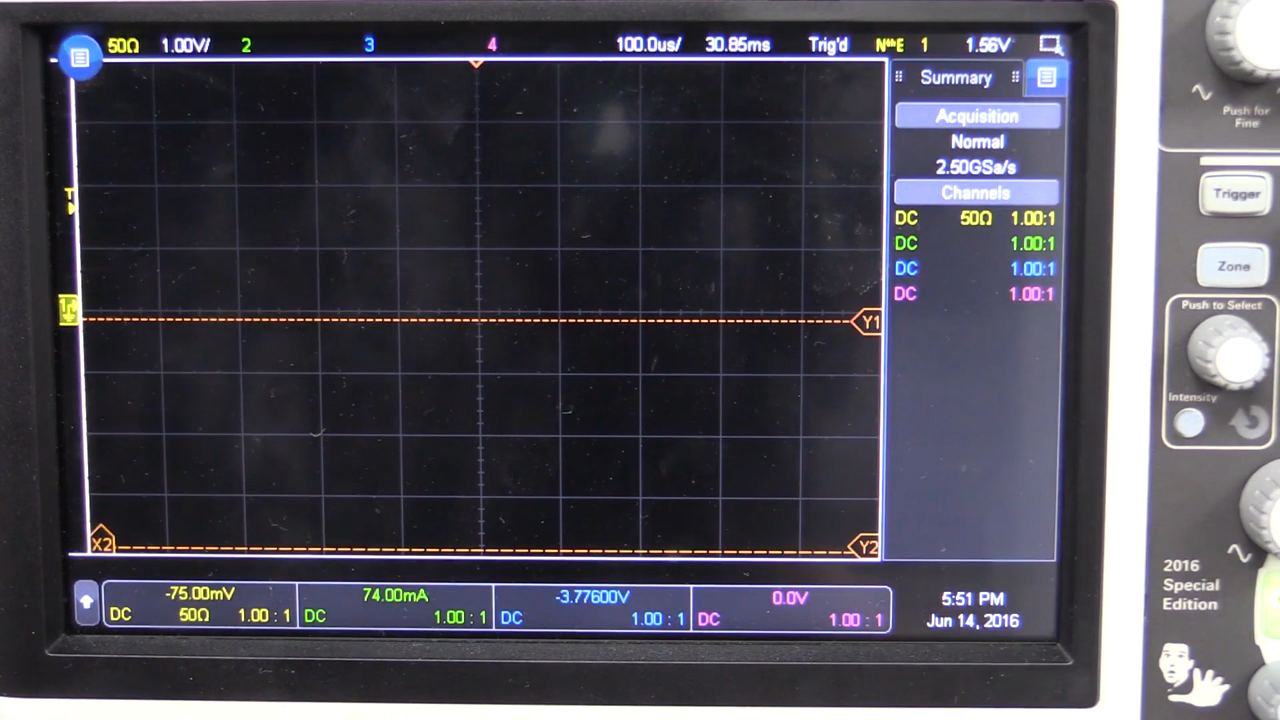 50Ω 1.00V/ 2 3 4 100.0us/ 30.85ms Trig'd NthE 1 1.56V
Summary
Acquisition
Normal
2.50GSa/s
Channels
DC 50Ω 1.00:1
DC 1.00:1
DC 1.00:1
DC 1.00:1
T
Y1
X2
Y2
-75.00mV
DC 50Ω 1.00 : 1
74.00mA
DC 1.00 : 1
-3.77600V
DC 1.00 : 1
0.0V
DC 1.00 : 1
5:51 PM
Jun 14, 2016
Push for
Fine
Trigger
Zone
Push to Select
Intensity
2016
Special
Edition